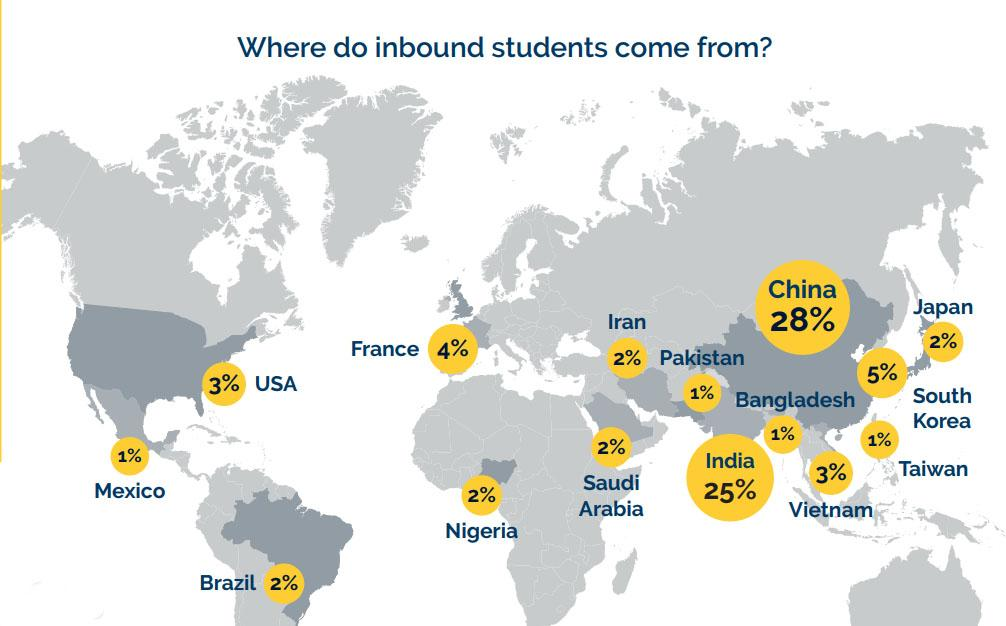 Where do inbound students come from?
China
28%
Japan
2%
Iran
2%
France
4%
Pakistan
1%
5%
South
Korea
3%
USA
Bangladesh
1%
1%
Taiwan
1%
Mexico
2%
Saudi
Arabia
India
25%
3%
Vietnam
2%
Nigeria
Brazil
2%